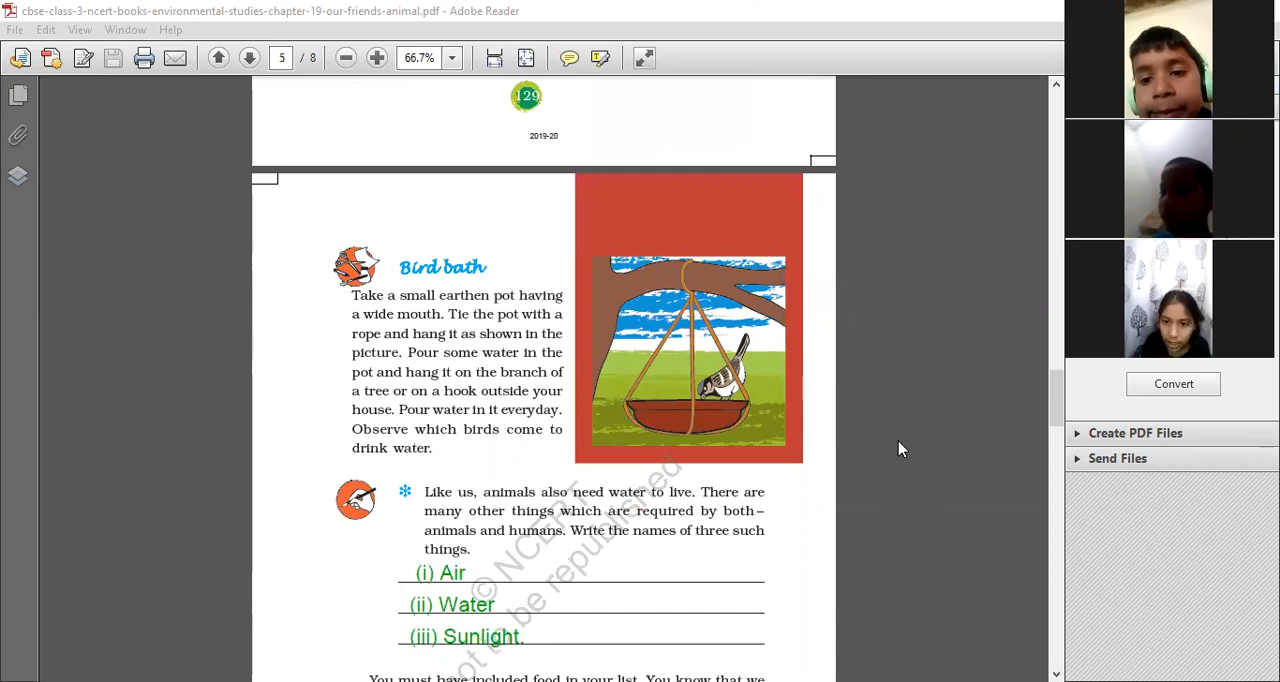 cbse-class-3-ncert-books-environmental-studies-chapter-19-our-friends-animal.pdf - Adobe Reader
File Edit View Window Help
5 / 8 66.7%
129
2019-20
Bird bath
Take a small earthen pot having
a wide mouth. Tie the pot with a
rope and hang it as shown in the
picture. Pour some water in the
pot and hang it on the branch of
a tree or on a hook outside your
house. Pour water in it everyday.
Observe which birds come to
drink water.
Like us, animals also need water to live. There are
many other things which are required by both –
animals and humans. Write the names of three such
things.
(i) Air
(ii) Water
(iii) Sunlight.
© NCERT
not to be republished
You must have included food in your list. You know that we
Convert
Create PDF Files
Send Files